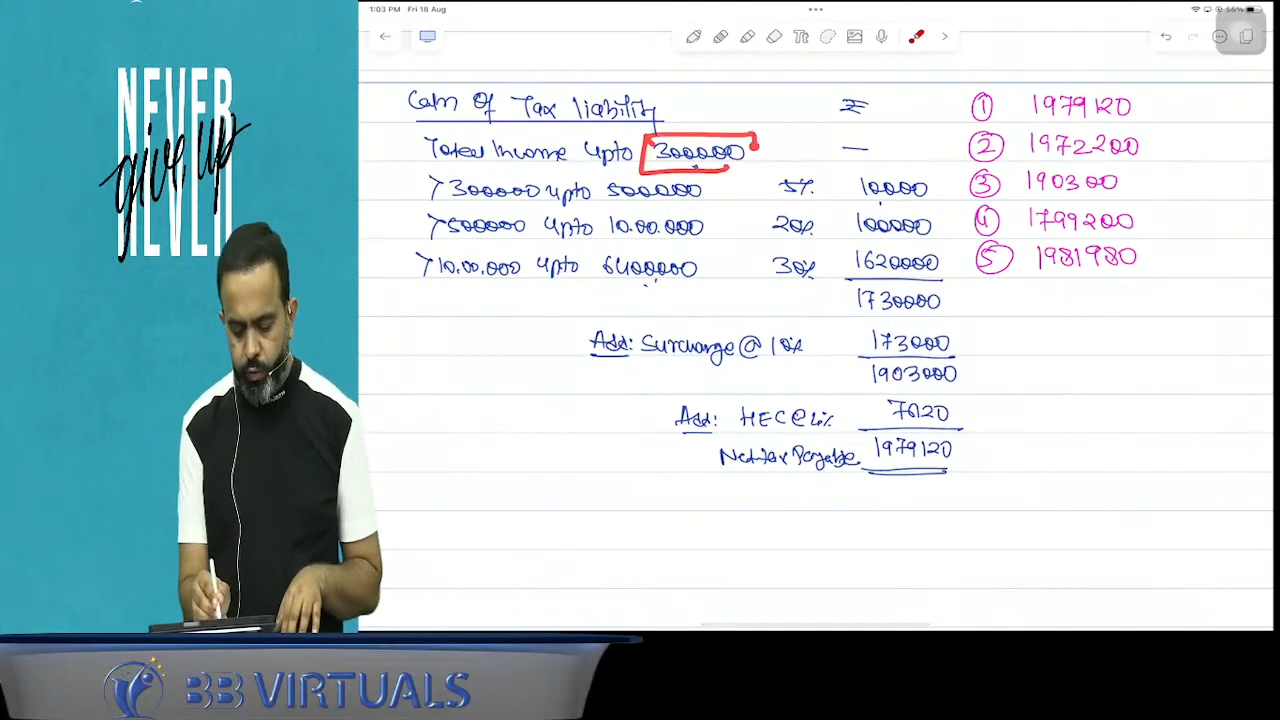 1:03 PM Fri 18 Aug
55%
NEVER
give up
NEVER
Caln Of Tax liability ₹
Total Income upto 300000 —
>300000 upto 500000 5% 10000
>500000 upto 10.00.000 20% 100000
>10.00.000 upto 6400000 30% 1620000
1730000
Add: Surcharge @ 10% 173000
1903000
Add: HEC @ 4% 76120
Net Tax Payable 1979120
① 1979120
② 1972200
③ 190300
④ 1799200
⑤ 1981980
BB VIRTUALS